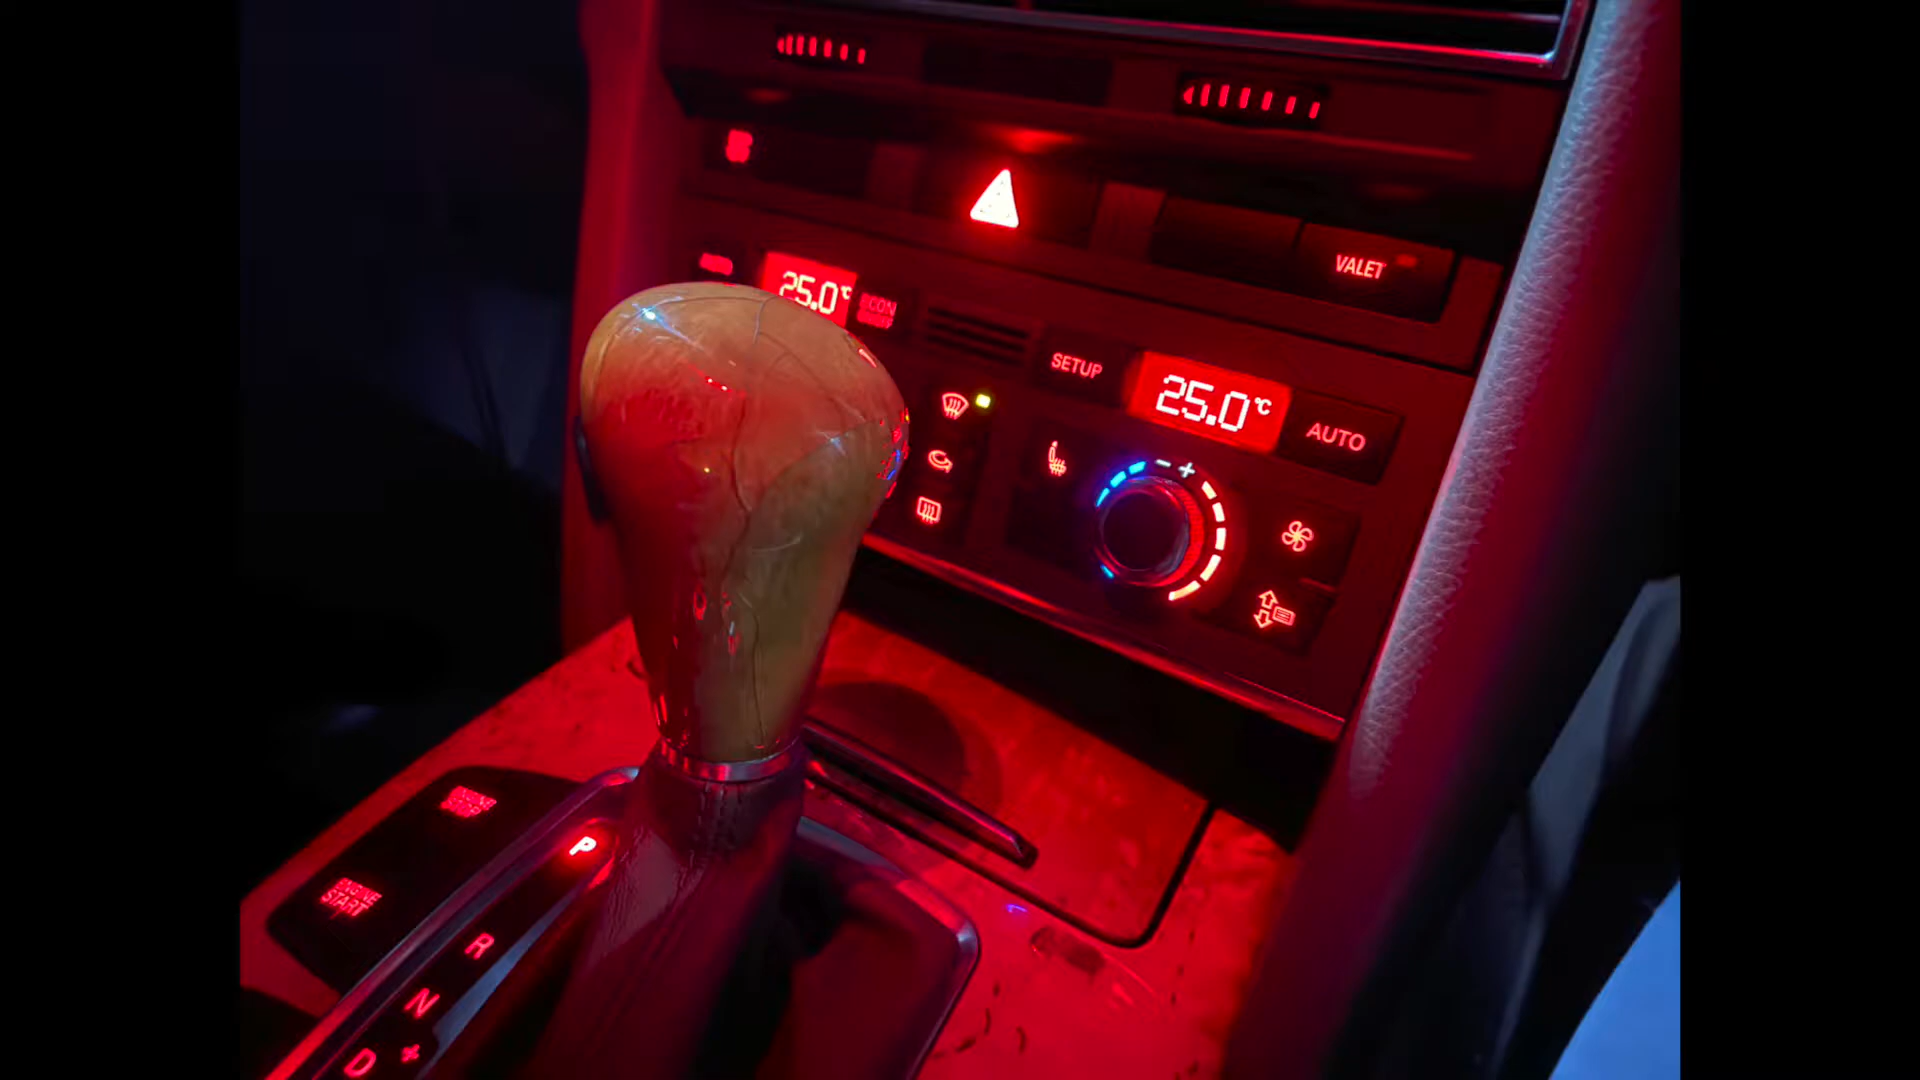 VALET
25.0°C
ECON
SETUP
25.0°C
AUTO
- +
P
ENGINE
START
R
N
D +